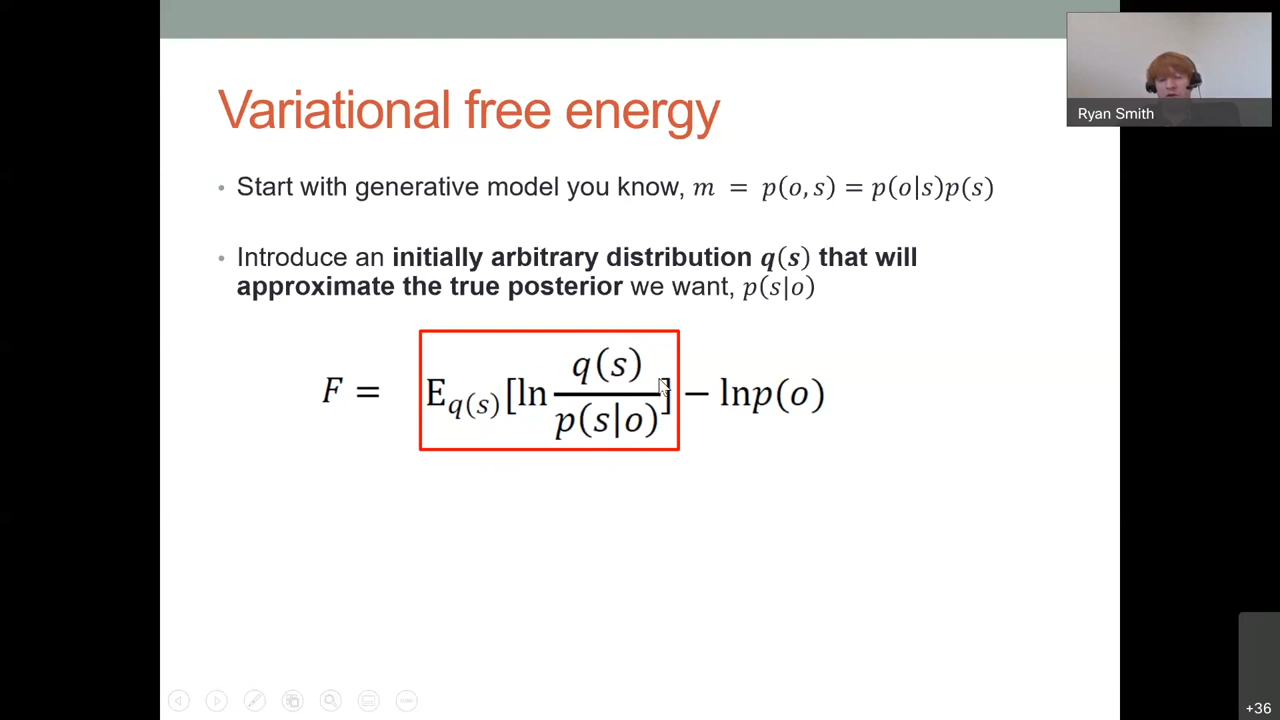 Variational free energy
Ryan Smith
• Start with generative model you know, m = p(o, s) = p(o|s)p(s)
• Introduce an initially arbitrary distribution q(s) that will
approximate the true posterior we want, p(s|o)
F = E_q(s)[ln q(s)/p(s|o)] − lnp(o)
+36